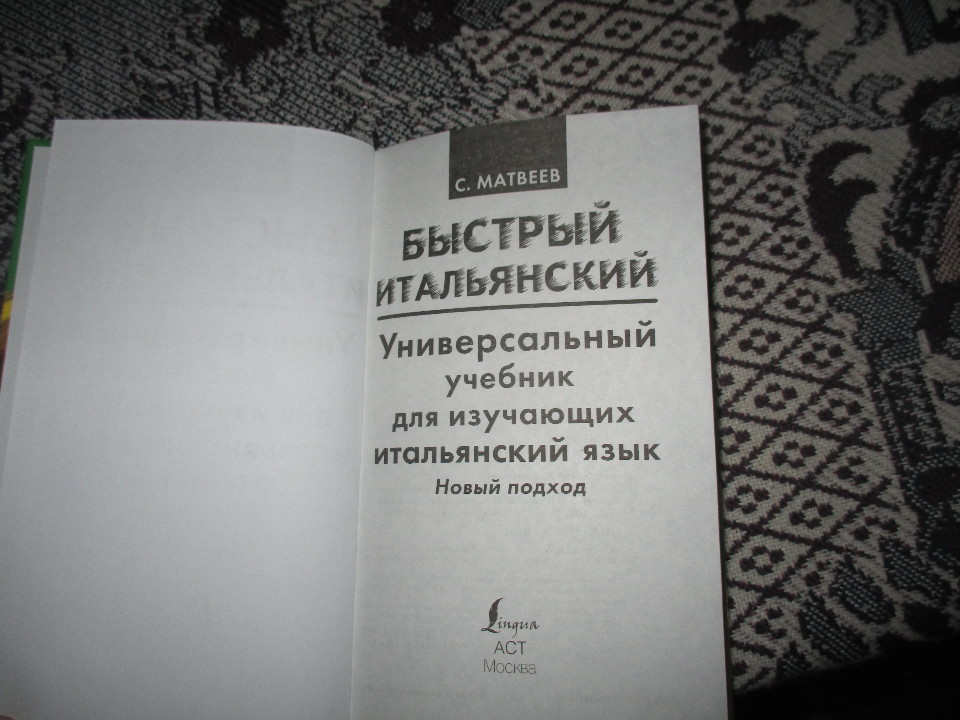 С. МАТВЕЕВ
БЫСТРЫЙ
ИТАЛЬЯНСКИЙ
Универсальный
учебник
для изучающих
итальянский язык
Новый подход
Lingua
АСТ
Москва